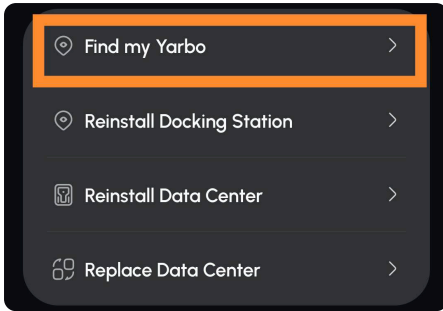 Find my Yarbo
Reinstall Docking Station
Reinstall Data Center
Replace Data Center